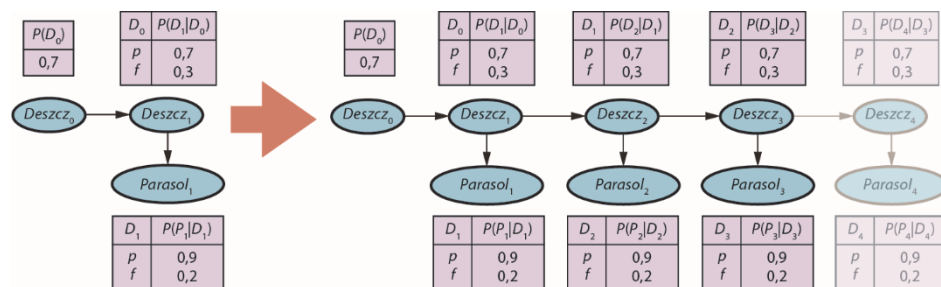 P(D₀)
0,7
D₀ P(D₁|D₀)
p 0,7
f 0,3
Deszcz₀
Deszcz₁
Parasol₁
D₁ P(P₁|D₁)
p 0,9
f 0,2
P(D₀)
0,7
D₀ P(D₁|D₀)
p 0,7
f 0,3
D₁ P(D₂|D₁)
p 0,7
f 0,3
D₂ P(D₃|D₂)
p 0,7
f 0,3
D₃ P(D₄|D₃)
p 0,7
f 0,3
Deszcz₀
Deszcz₁
Deszcz₂
Deszcz₃
Deszcz₄
Parasol₁
Parasol₂
Parasol₃
Parasol₄
D₁ P(P₁|D₁)
p 0,9
f 0,2
D₂ P(P₂|D₂)
p 0,9
f 0,2
D₃ P(P₃|D₃)
p 0,9
f 0,2
D₄ P(P₄|D₄)
p 0,9
f 0,2